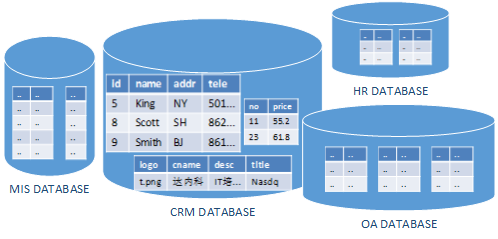 Id name addr tele
5 King NY 501...
8 Scott SH 862...
9 Smith BJ 861...
no price
11 55.2
23 61.8
logo cname desc title
t.png 达内科 IT培... Nasdq
.. ..
.. ..
.. ..
.. ..
.. ..
..
..
..
..
..
MIS DATABASE
CRM DATABASE
.. ..
.. ..
.. ..
.. ..
.. ..
.. ..
HR DATABASE
.. ..
.. ..
.. ..
.. ..
.. ..
.. ..
.. ..
.. ..
.. ..
OA DATABASE